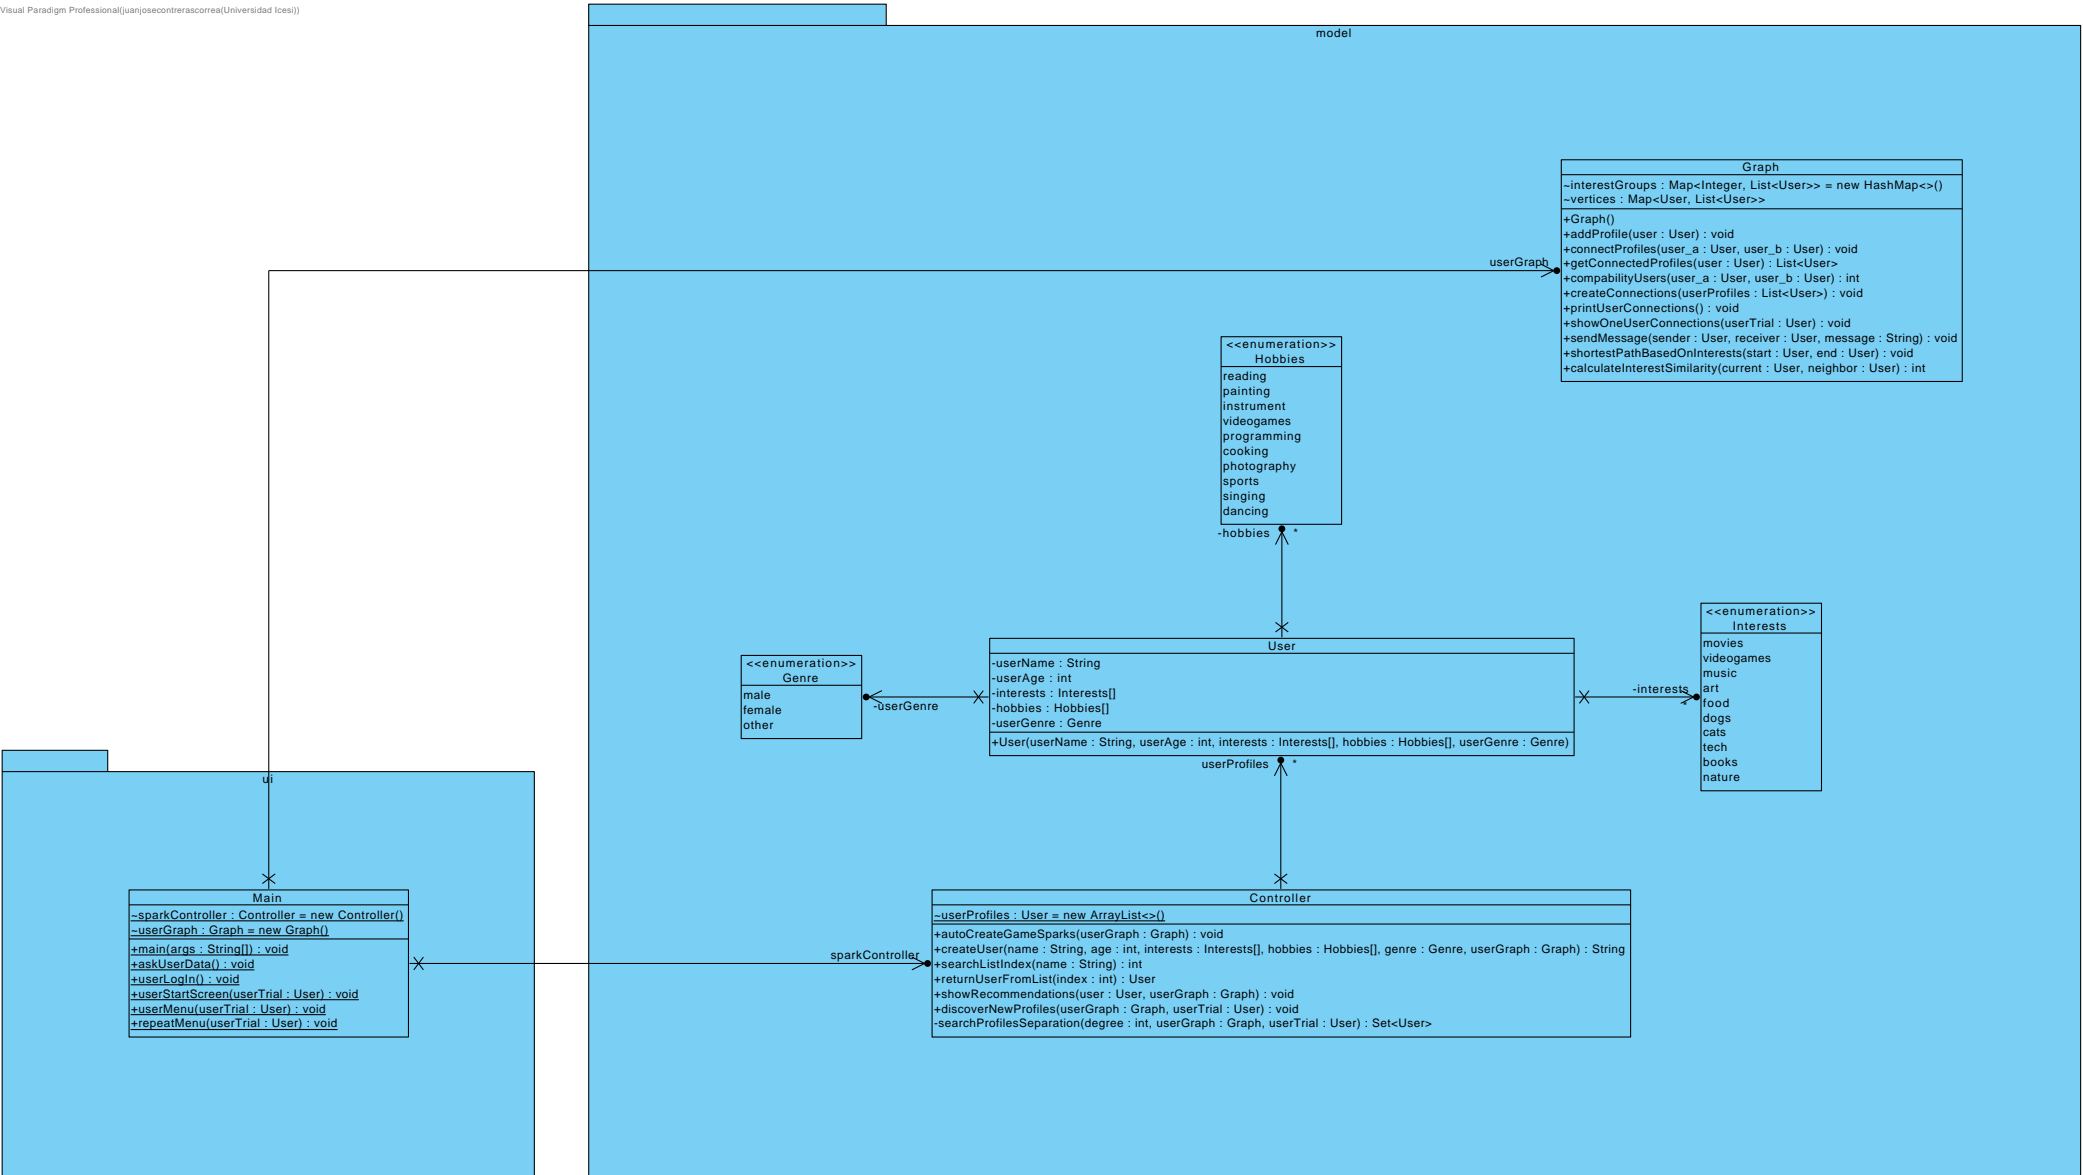 Visual Paradigm Professional(juanjosecontrerascorrea(Universidad Icesi))
model
Graph
~interestGroups : Map<Integer, List<User>> = new HashMap<>()
~vertices : Map<User, List<User>>
+Graph()
+addProfile(user : User) : void
+connectProfiles(user_a : User, user_b : User) : void
+getConnectedProfiles(user : User) : List<User>
+compabilityUsers(user_a : User, user_b : User) : int
+createConnections(userProfiles : List<User>) : void
+printUserConnections() : void
+showOneUserConnections(userTrial : User) : void
+sendMessage(sender : User, receiver : User, message : String) : void
+shortestPathBasedOnInterests(start : User, end : User) : void
+calculateInterestSimilarity(current : User, neighbor : User) : int
userGraph
<<enumeration>>
Hobbies
reading
painting
instrument
videogames
programming
cooking
photography
sports
singing
dancing
-hobbies *
<<enumeration>>
Interests
movies
videogames
music
art
food
dogs
cats
tech
books
nature
-interests
*
User
-userName : String
-userAge : int
-interests : Interests[]
-hobbies : Hobbies[]
-userGenre : Genre
+User(userName : String, userAge : int, interests : Interests[], hobbies : Hobbies[], userGenre : Genre)
<<enumeration>>
Genre
male
female
other
-userGenre
userProfiles *
ui
Main
~sparkController : Controller = new Controller()
~userGraph : Graph = new Graph()
+main(args : String[]) : void
+askUserData() : void
+userLogIn() : void
+userStartScreen(userTrial : User) : void
+userMenu(userTrial : User) : void
+repeatMenu(userTrial : User) : void
sparkController
Controller
~userProfiles : User = new ArrayList<>()
+autoCreateGameSparks(userGraph : Graph) : void
+createUser(name : String, age : int, interests : Interests[], hobbies : Hobbies[], genre : Genre, userGraph : Graph) : String
+searchListIndex(name : String) : int
+returnUserFromList(index : int) : User
+showRecommendations(user : User, userGraph : Graph) : void
+discoverNewProfiles(userGraph : Graph, userTrial : User) : void
-searchProfilesSeparation(degree : int, userGraph : Graph, userTrial : User) : Set<User>